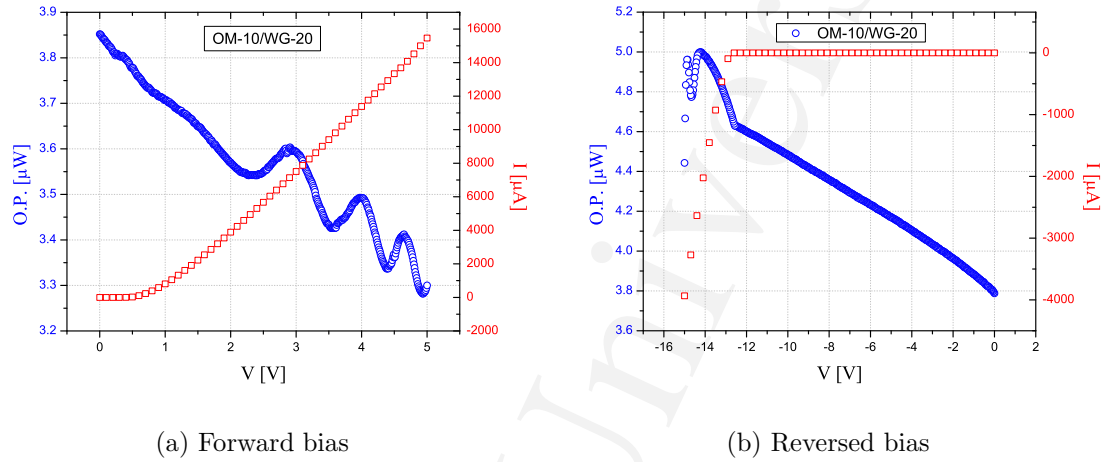 OM-10/WG-20
3.9
3.8
3.7
3.6
3.5
3.4
3.3
3.2
O.P. [µW]
16000
14000
12000
10000
8000
6000
4000
2000
0
-2000
I [µA]
0 1 2 3 4 5
V [V]
(a) Forward bias
OM-10/WG-20
5.2
5.0
4.8
4.6
4.4
4.2
4.0
3.8
3.6
O.P. [µW]
0
-1000
-2000
-3000
-4000
I [µA]
-16 -14 -12 -10 -8 -6 -4 -2 0 2
V [V]
(b) Reversed bias